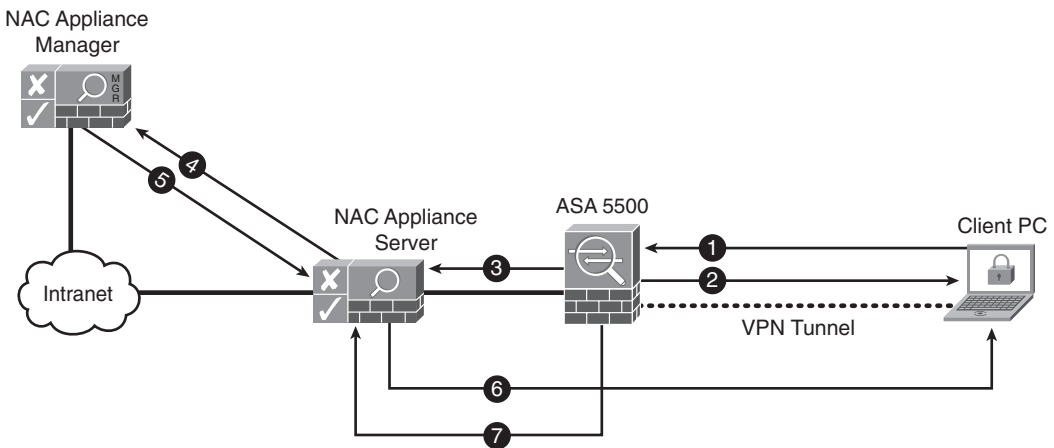 NAC Appliance
Manager
M
G
R
4
5
NAC Appliance
Server
ASA 5500
Client PC
1
3
2
Intranet
VPN Tunnel
6
7